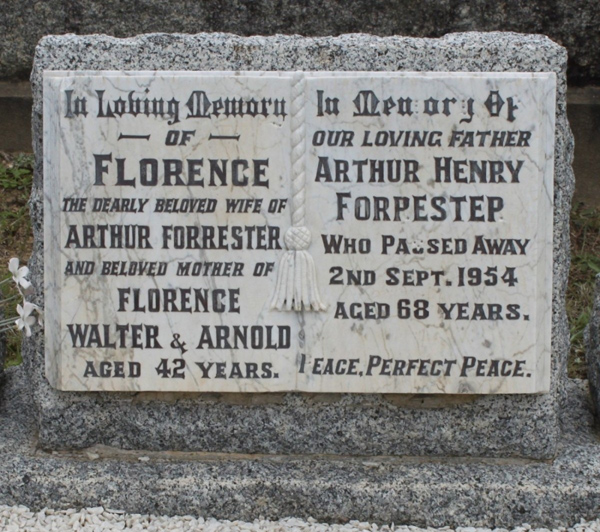 In Loving Memory
OF
FLORENCE
THE DEARLY BELOVED WIFE OF
ARTHUR FORRESTER
AND BELOVED MOTHER OF
FLORENCE
WALTER & ARNOLD
AGED 42 YEARS.
In Memory Of
OUR LOVING FATHER
ARTHUR HENRY
FORRESTER
WHO PASSED AWAY
2ND SEPT. 1954
AGED 68 YEARS.
PEACE, PERFECT PEACE.